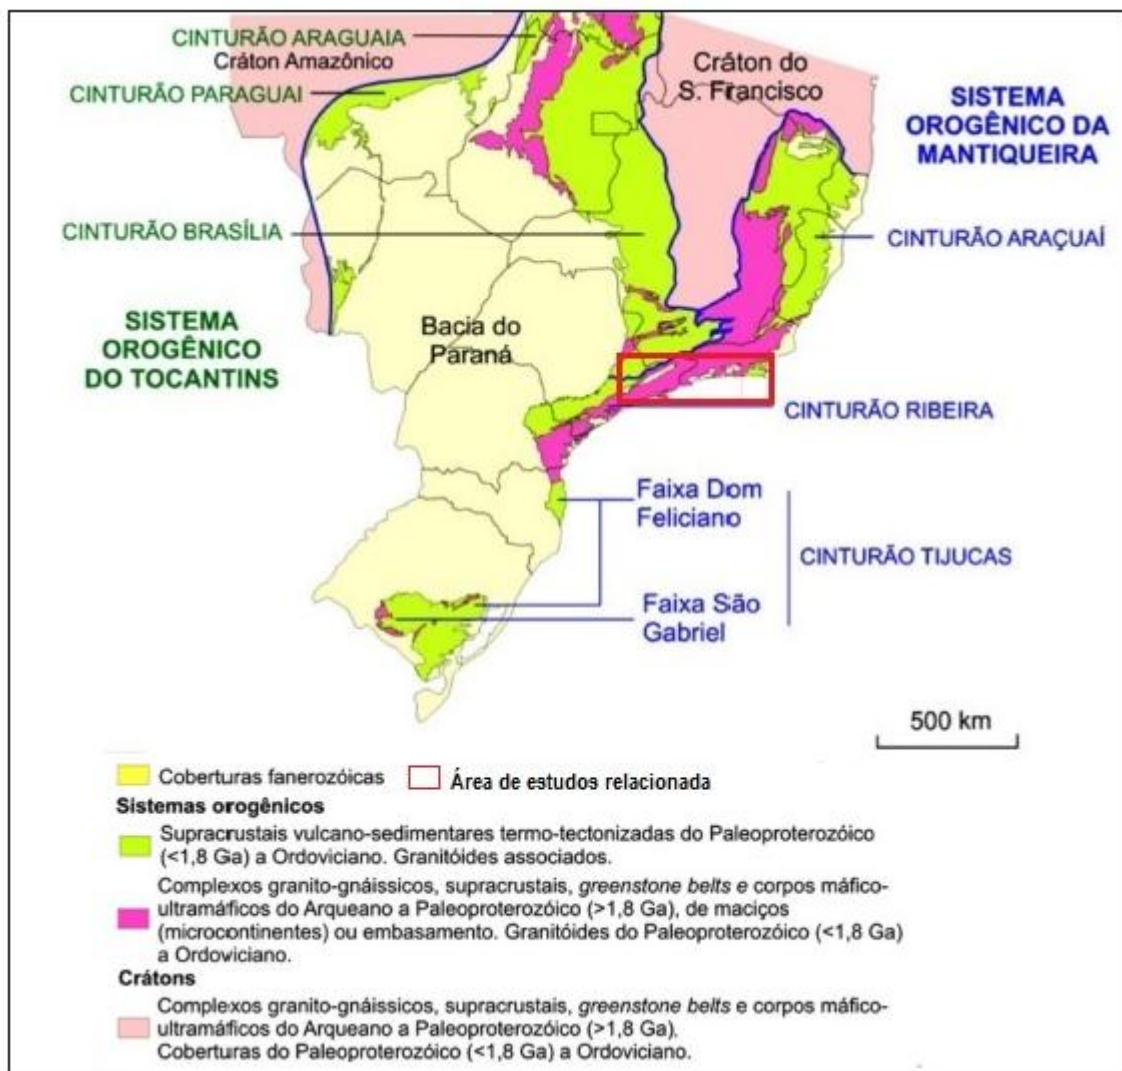 CINTURÃO ARAGUAIA
Cráton Amazônico
CINTURÃO PARAGUAI
Cráton do
S. Francisco
SISTEMA
OROGÊNICO DA
MANTIQUEIRA
CINTURÃO BRASÍLIA
CINTURÃO ARAÇUAÍ
SISTEMA
OROGÊNICO
DO TOCANTINS
Bacia do
Paraná
CINTURÃO RIBEIRA
Faixa Dom
Feliciano
CINTURÃO TIJUCAS
Faixa São
Gabriel
500 km
Coberturas fanerozóicas
Área de estudos relacionada
Sistemas orogênicos
Supracrustais vulcano-sedimentares termo-tectonizadas do Paleoproterozóico
(<1,8 Ga) a Ordoviciano. Granitóides associados.
Complexos granito-gnáissicos, supracrustais, greenstone belts e corpos máfico-
ultramáficos do Arqueano a Paleoproterozóico (>1,8 Ga), de maciços
(microcontinentes) ou embasamento. Granitóides do Paleoproterozóico (<1,8 Ga)
a Ordoviciano.
Crátons
Complexos granito-gnáissicos, supracrustais, greenstone belts e corpos máfico-
ultramáficos do Arqueano a Paleoproterozóico (>1,8 Ga).
Coberturas do Paleoproterozóico (<1,8 Ga) a Ordoviciano.